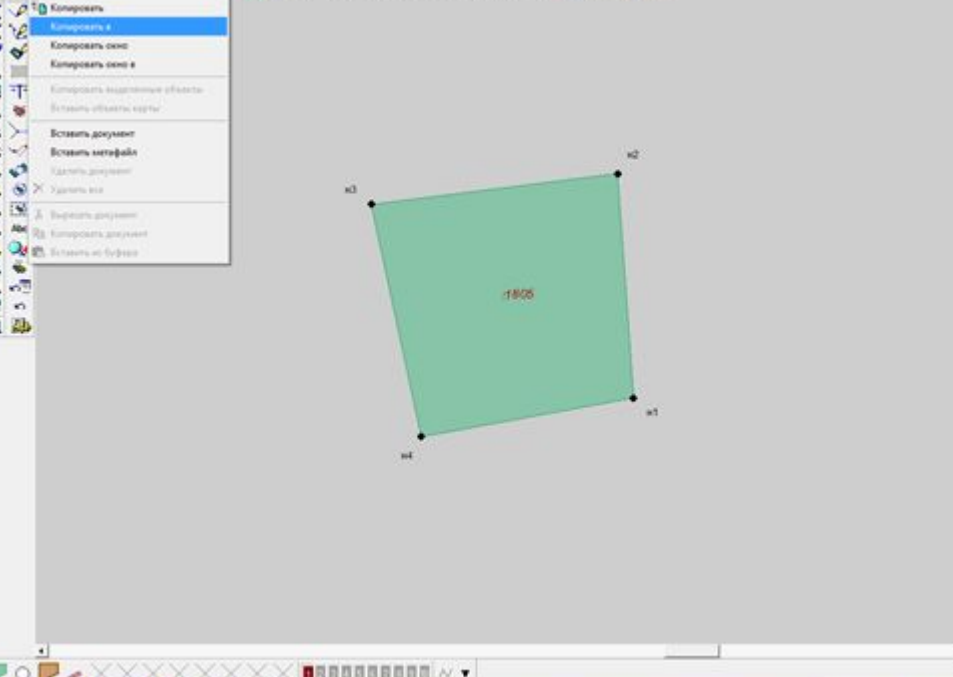 Копировать
Копировать в
Копировать окно
Копировать окно в
Копировать выделенные объекты
Вставить объекты карты
Вставить документ
Вставить метафайл
Удалить документ
Удалить все
Abc
Вырезать документ
Копировать документ
Вставить из буфера
н2
н3
:1805
н1
н4